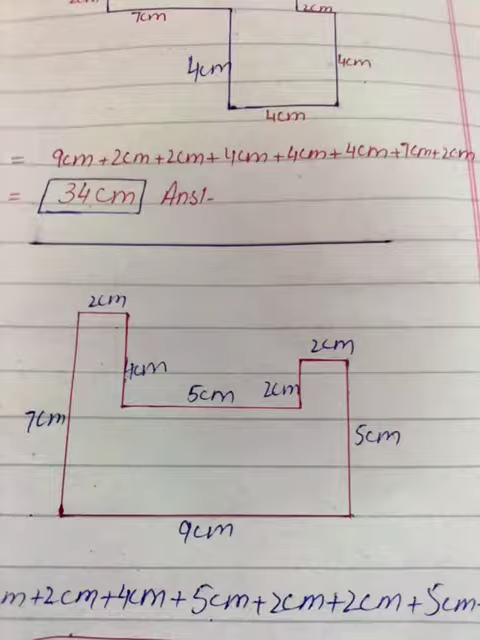 7cm 2cm
4cm 4cm
4cm
= 9cm+2cm+2cm+4cm+4cm+4cm+7cm+2cm
= 34cm Ans!-
2cm
2cm
4cm
5cm 2cm
7cm 5cm
9cm
m+2cm+4cm+5cm+2cm+2cm+5cm